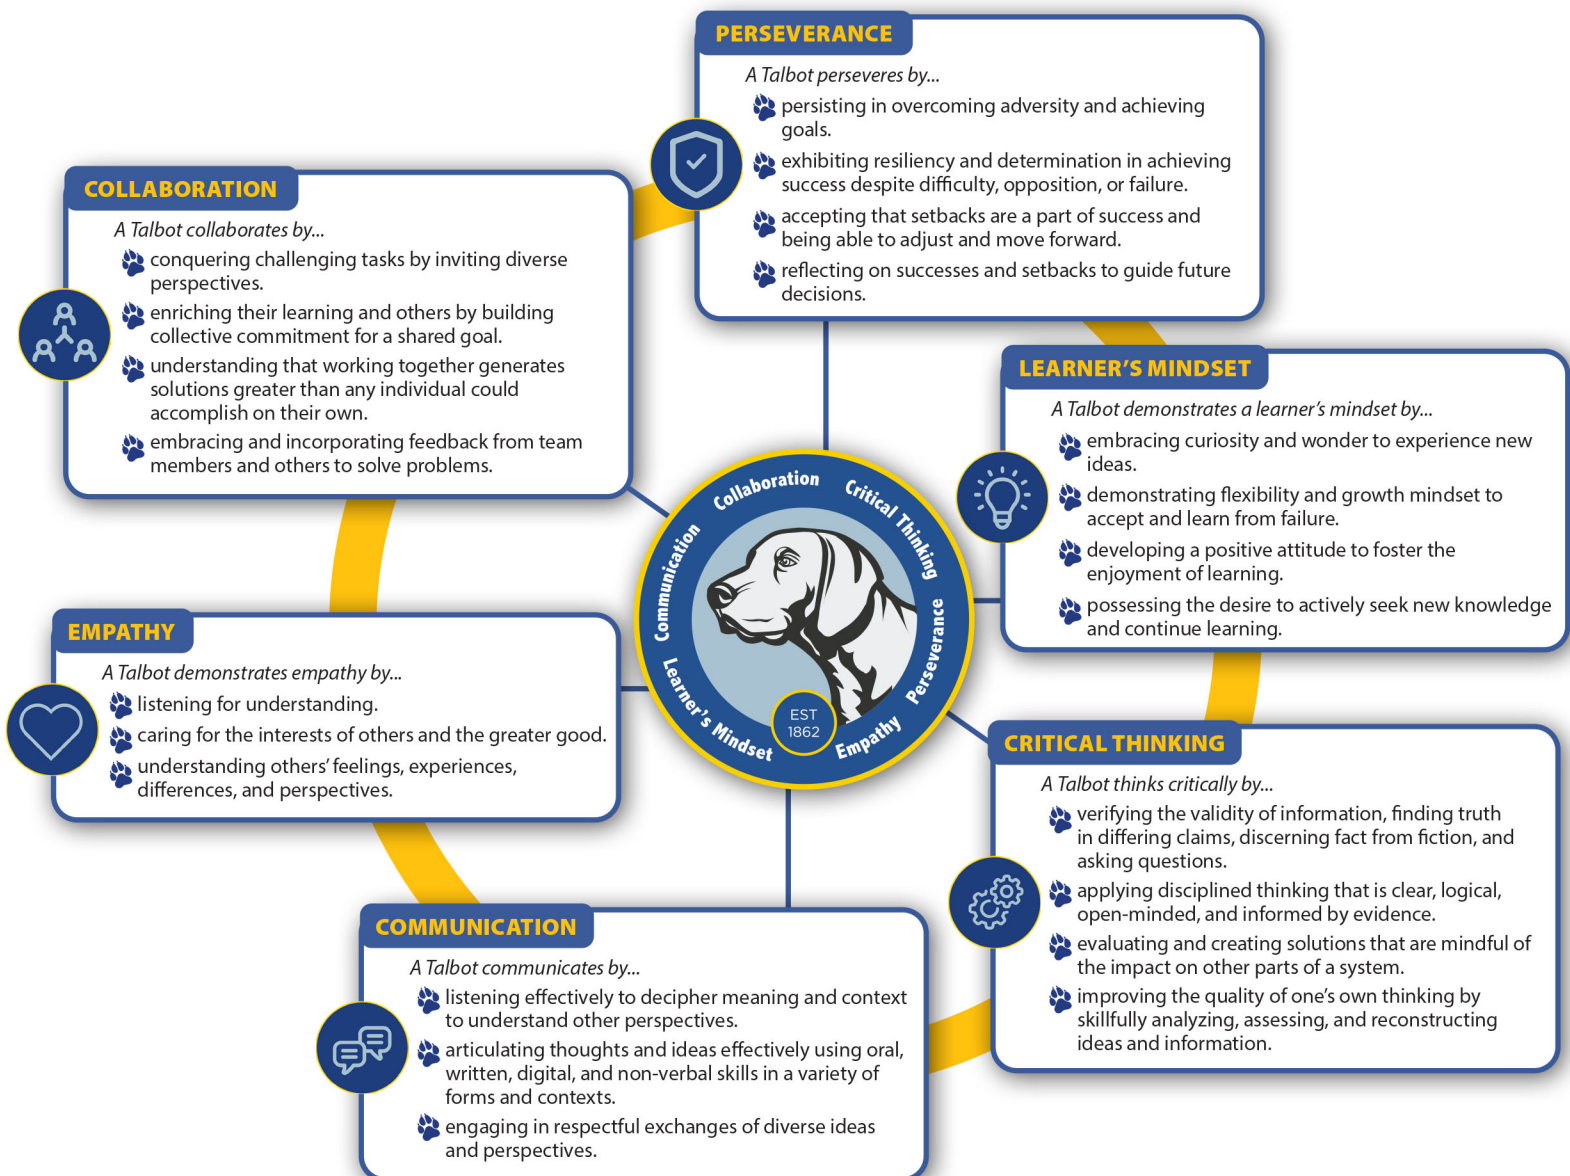 PERSEVERANCE
A Talbot perseveres by...
persisting in overcoming adversity and achieving
goals.
exhibiting resiliency and determination in achieving
success despite difficulty, opposition, or failure.
accepting that setbacks are a part of success and
being able to adjust and move forward.
reflecting on successes and setbacks to guide future
decisions.
COLLABORATION
A Talbot collaborates by...
conquering challenging tasks by inviting diverse
perspectives.
enriching their learning and others by building
collective commitment for a shared goal.
understanding that working together generates
solutions greater than any individual could
accomplish on their own.
embracing and incorporating feedback from team
members and others to solve problems.
LEARNER'S MINDSET
A Talbot demonstrates a learner's mindset by...
embracing curiosity and wonder to experience new
ideas.
demonstrating flexibility and growth mindset to
accept and learn from failure.
developing a positive attitude to foster the
enjoyment of learning.
possessing the desire to actively seek new knowledge
and continue learning.
Collaboration
Critical Thinking
Perseverance
Empathy
Learner's Mindset
Communication
EST
1862
EMPATHY
A Talbot demonstrates empathy by...
listening for understanding.
caring for the interests of others and the greater good.
understanding others' feelings, experiences,
differences, and perspectives.
CRITICAL THINKING
A Talbot thinks critically by...
verifying the validity of information, finding truth
in differing claims, discerning fact from fiction, and
asking questions.
applying disciplined thinking that is clear, logical,
open-minded, and informed by evidence.
evaluating and creating solutions that are mindful of
the impact on other parts of a system.
improving the quality of one's own thinking by
skillfully analyzing, assessing, and reconstructing
ideas and information.
COMMUNICATION
A Talbot communicates by...
listening effectively to decipher meaning and context
to understand other perspectives.
articulating thoughts and ideas effectively using oral,
written, digital, and non-verbal skills in a variety of
forms and contexts.
engaging in respectful exchanges of diverse ideas
and perspectives.